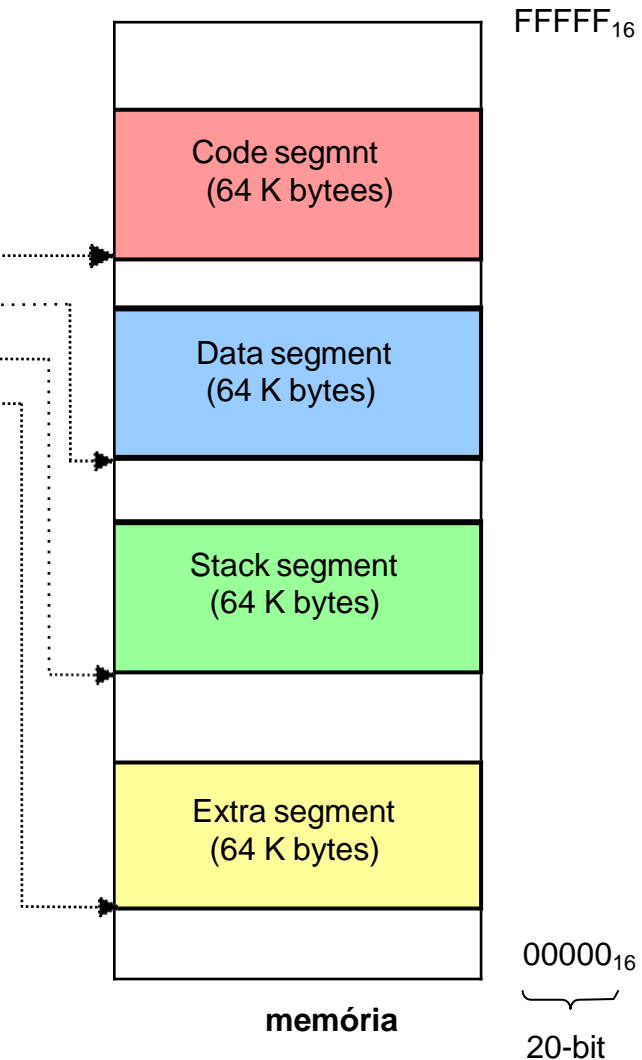 FFFFF₁₆
Code segmnt
(64 K bytees)
Data segment
(64 K bytes)
Stack segment
(64 K bytes)
Extra segment
(64 K bytes)
00000₁₆
memória
20-bit